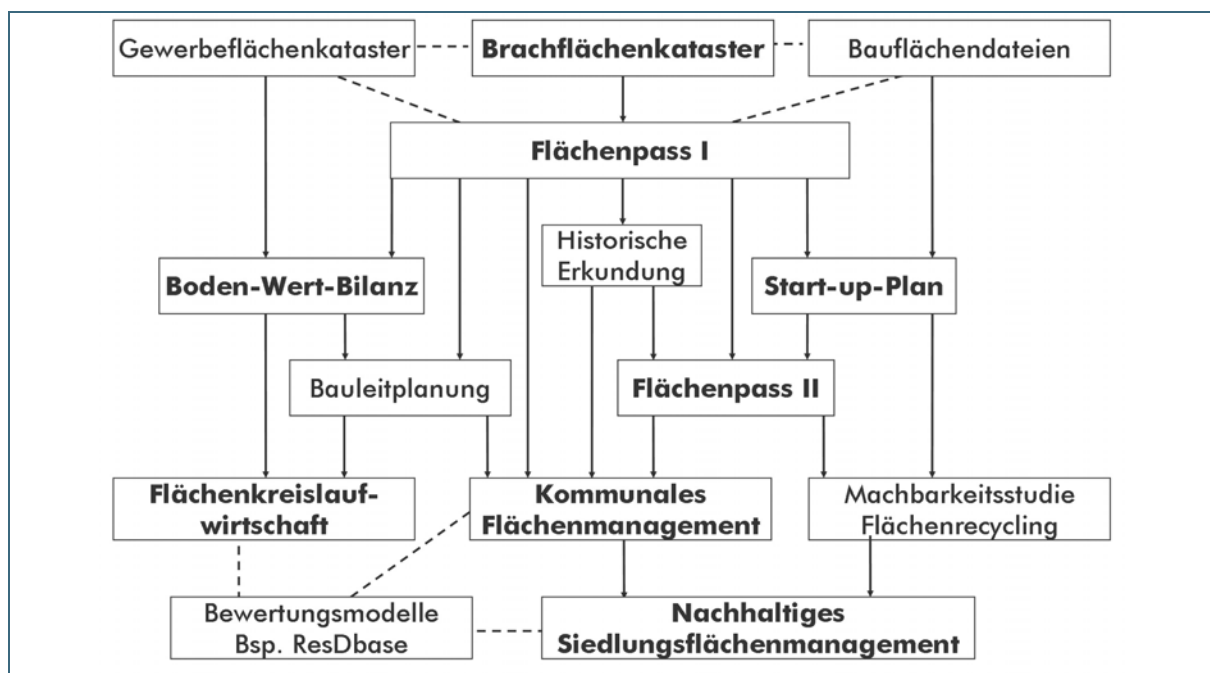 Gewerbeflächenkataster
Brachflächenkataster
Bauflächendateien
Flächenpass I
Historische
Erkundung
Boden-Wert-Bilanz
Start-up-Plan
Bauleitplanung
Flächenpass II
Flächenkreislauf-
wirtschaft
Kommunales
Flächenmanagement
Machbarkeitsstudie
Flächenrecycling
Bewertungsmodelle
Bsp. ResDbase
Nachhaltiges
Siedlungsflächenmanagement